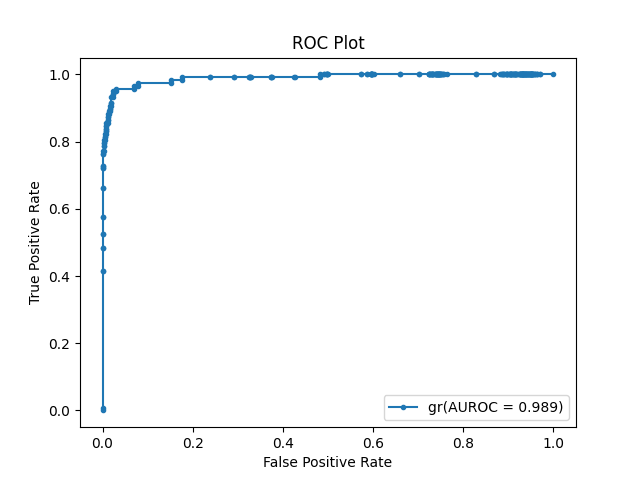 ROC Plot
True Positive Rate
1.0
0.8
0.6
0.4
0.2
0.0
0.0 0.2 0.4 0.6 0.8 1.0
False Positive Rate
gr(AUROC = 0.989)